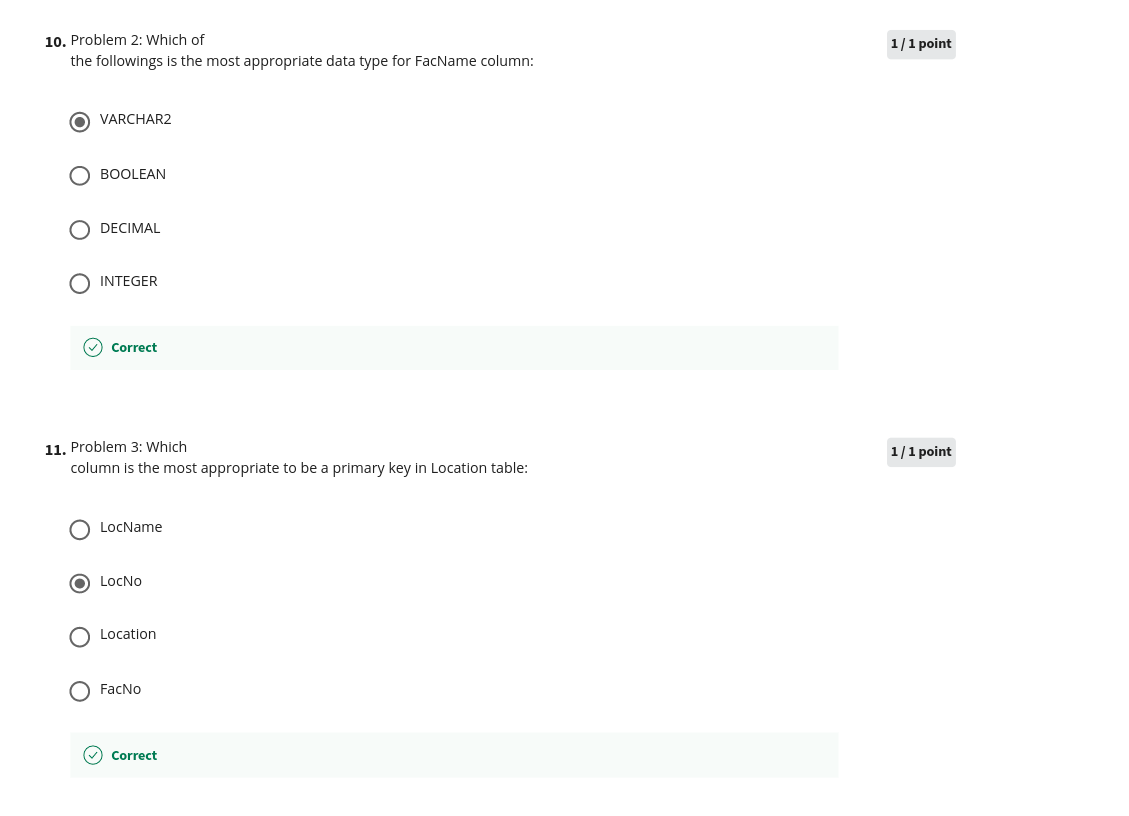 10. Problem 2: Which of
the followings is the most appropriate data type for FacName column:
1 / 1 point
VARCHAR2
BOOLEAN
DECIMAL
INTEGER
Correct
11. Problem 3: Which
column is the most appropriate to be a primary key in Location table:
1 / 1 point
LocName
LocNo
Location
FacNo
Correct